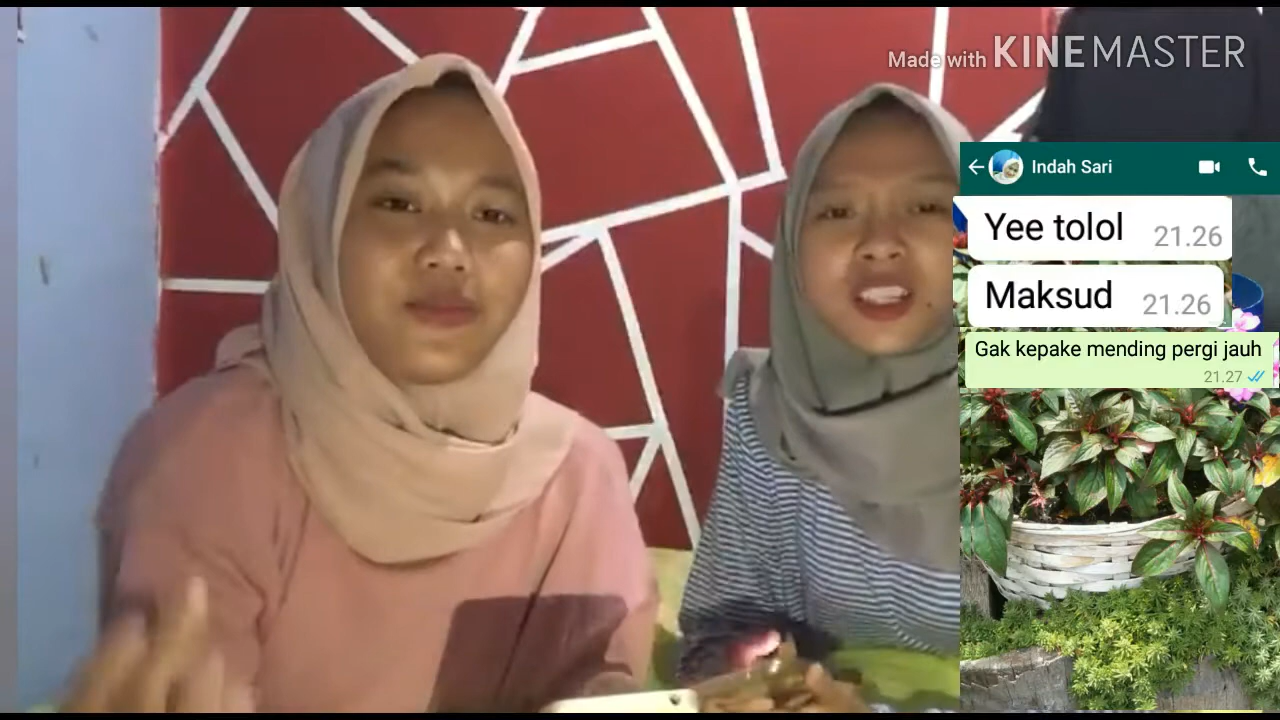 Made with KINEMASTER
Indah Sari
Yee tolol 21.26
Maksud 21.26
Gak kepake mending pergi jauh
21.27